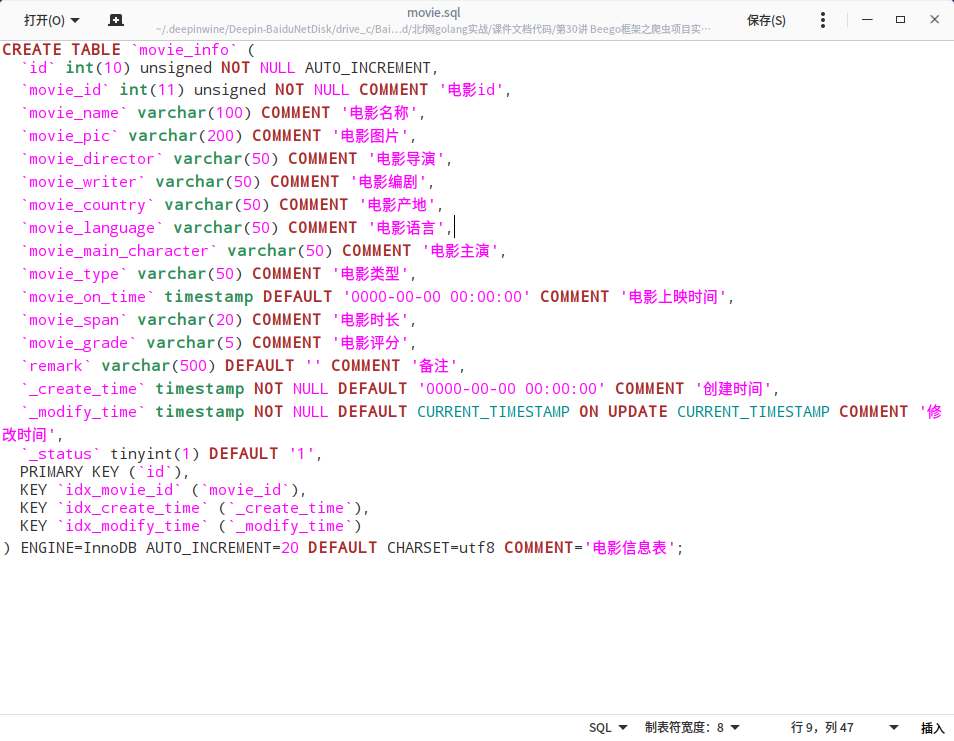 打开(O)
movie.sql
~/.deepinwine/Deepin-BaiduNetDisk/drive_c/Bai...d/北网golang实战/课件文档代码/第30讲 Beego框架之爬虫项目实…
保存(S)
CREATE TABLE `movie_info` (
`id` int(10) unsigned NOT NULL AUTO_INCREMENT,
`movie_id` int(11) unsigned NOT NULL COMMENT '电影id',
`movie_name` varchar(100) COMMENT '电影名称',
`movie_pic` varchar(200) COMMENT '电影图片',
`movie_director` varchar(50) COMMENT '电影导演',
`movie_writer` varchar(50) COMMENT '电影编剧',
`movie_country` varchar(50) COMMENT '电影产地',
`movie_language` varchar(50) COMMENT '电影语言',
`movie_main_character` varchar(50) COMMENT '电影主演',
`movie_type` varchar(50) COMMENT '电影类型',
`movie_on_time` timestamp DEFAULT '0000-00-00 00:00:00' COMMENT '电影上映时间',
`movie_span` varchar(20) COMMENT '电影时长',
`movie_grade` varchar(5) COMMENT '电影评分',
`remark` varchar(500) DEFAULT '' COMMENT '备注',
`_create_time` timestamp NOT NULL DEFAULT '0000-00-00 00:00:00' COMMENT '创建时间',
`_modify_time` timestamp NOT NULL DEFAULT CURRENT_TIMESTAMP ON UPDATE CURRENT_TIMESTAMP COMMENT '修
改时间',
`_status` tinyint(1) DEFAULT '1',
PRIMARY KEY (`id`),
KEY `idx_movie_id` (`movie_id`),
KEY `idx_create_time` (`_create_time`),
KEY `idx_modify_time` (`_modify_time`)
) ENGINE=InnoDB AUTO_INCREMENT=20 DEFAULT CHARSET=utf8 COMMENT='电影信息表';
SQL 制表符宽度：8 行 9，列 47 插入